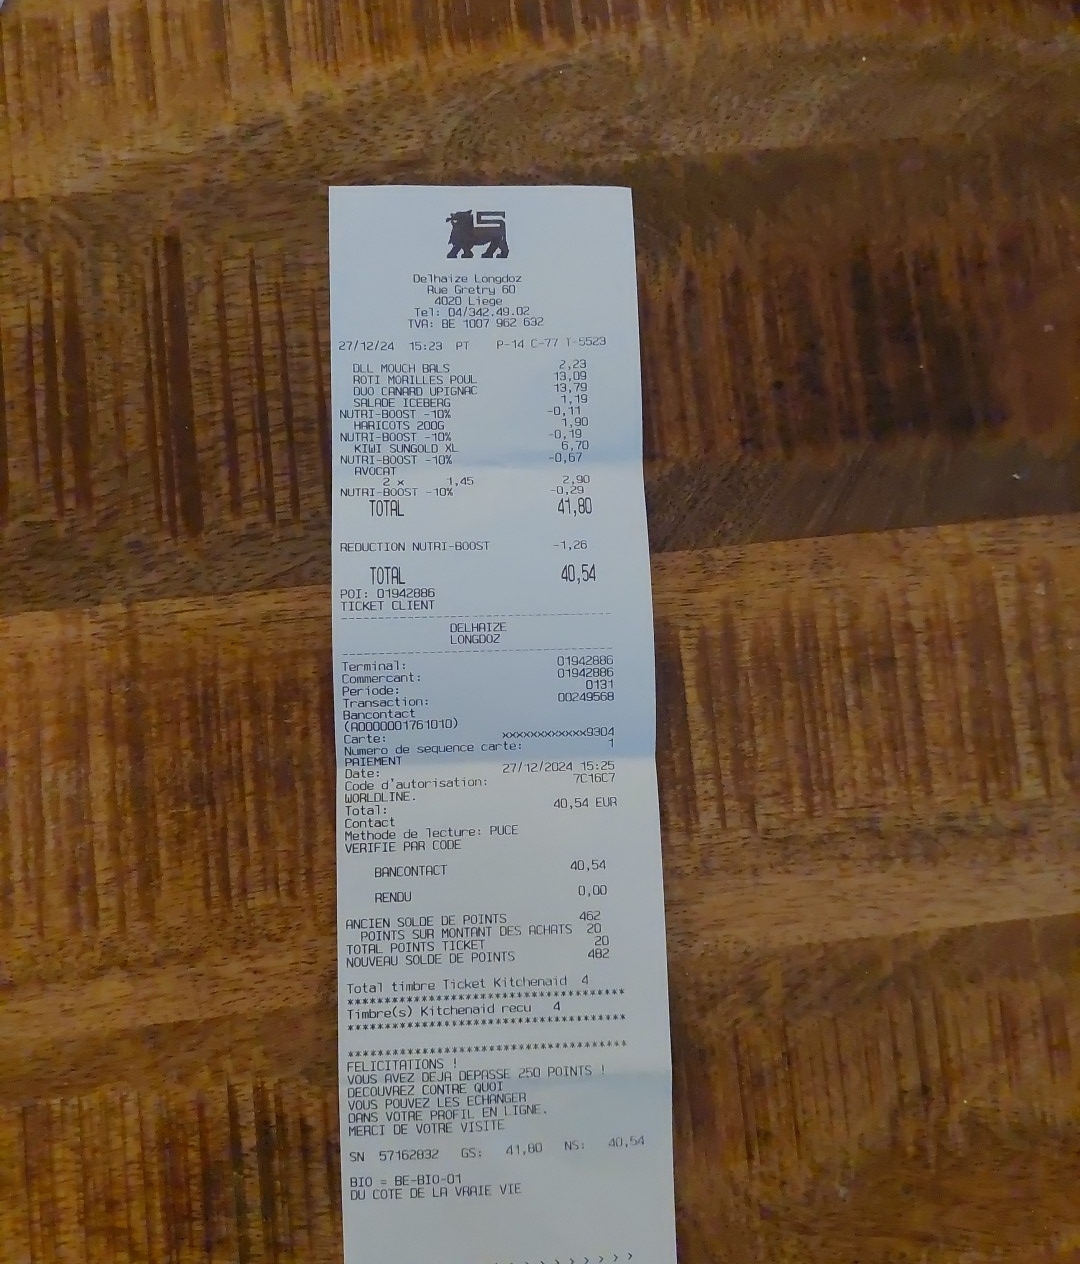 Delhaize Longdoz
Rue Gretry 60
4020 Liege
Tel: 04/342.49.02
TVA: BE 1007 962 632
27/12/24 15:23 PT P-14 C-77 T-5523
DLL MOUCH BALS 2,23
ROTI MORILLES POUL 13,09
DUO CANARD UPIGNAC 13,79
SALADE ICEBERG 1,19
NUTRI-BOOST -10% -0,11
HARICOTS 200G 1,90
NUTRI-BOOST -10% -0,19
KIWI SUNGOLD XL 6,70
NUTRI-BOOST -10% -0,67
AVOCAT
2 x 1,45 2,90
NUTRI-BOOST -10% -0,29
TOTAL 41,80
REDUCTION NUTRI-BOOST -1,26
TOTAL 40,54
POI: 01942886
TICKET CLIENT
--------------------------------------
DELHAIZE
LONGDOZ
--------------------------------------
Terminal: 01942886
Commercant: 01942886
Periode: 0131
Transaction: 00249568
Bancontact
(A0000001761010)
Carte: xxxxxxxxxxxxx9304
Numero de sequence carte: 1
PAIEMENT
Date: 27/12/2024 15:25
Code d'autorisation: 7C16C7
WORLDLINE.
Total: 40,54 EUR
Contact
Methode de lecture: PUCE
VERIFIE PAR CODE
BANCONTACT 40,54
RENDU 0,00
ANCIEN SOLDE DE POINTS 462
POINTS SUR MONTANT DES ACHATS 20
TOTAL POINTS TICKET 20
NOUVEAU SOLDE DE POINTS 482
Total timbre Ticket Kitchenaid 4
**************************************
Timbre(s) Kitchenaid recu 4
**************************************
**************************************
FELICITATIONS !
VOUS AVEZ DEJA DEPASSE 250 POINTS !
DECOUVREZ CONTRE QUOI
VOUS POUVEZ LES ECHANGER
DANS VOTRE PROFIL EN LIGNE.
MERCI DE VOTRE VISITE
SN 57162832 GS: 41,80 NS: 40,54
BIO = BE-BIO-01
DU COTE DE LA VRAIE VIE